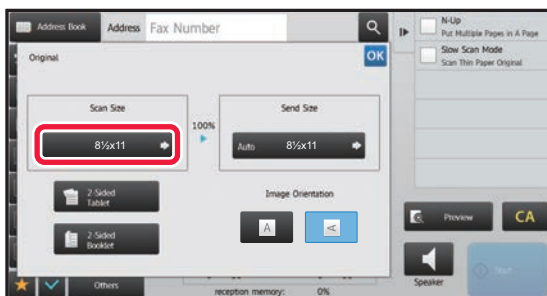 Address Book
Address
Fax Number
N-Up
Put Multiple Pages in A Page
Slow Scan Mode
Scan Thin Paper Original
Original
OK
Scan Size
8½x11
100%
Send Size
Auto 8½x11
2-Sided
Tablet
2-Sided
Booklet
Image Orientation
A
A
Preview
CA
Speaker
Start
Others
reception memory: 0%